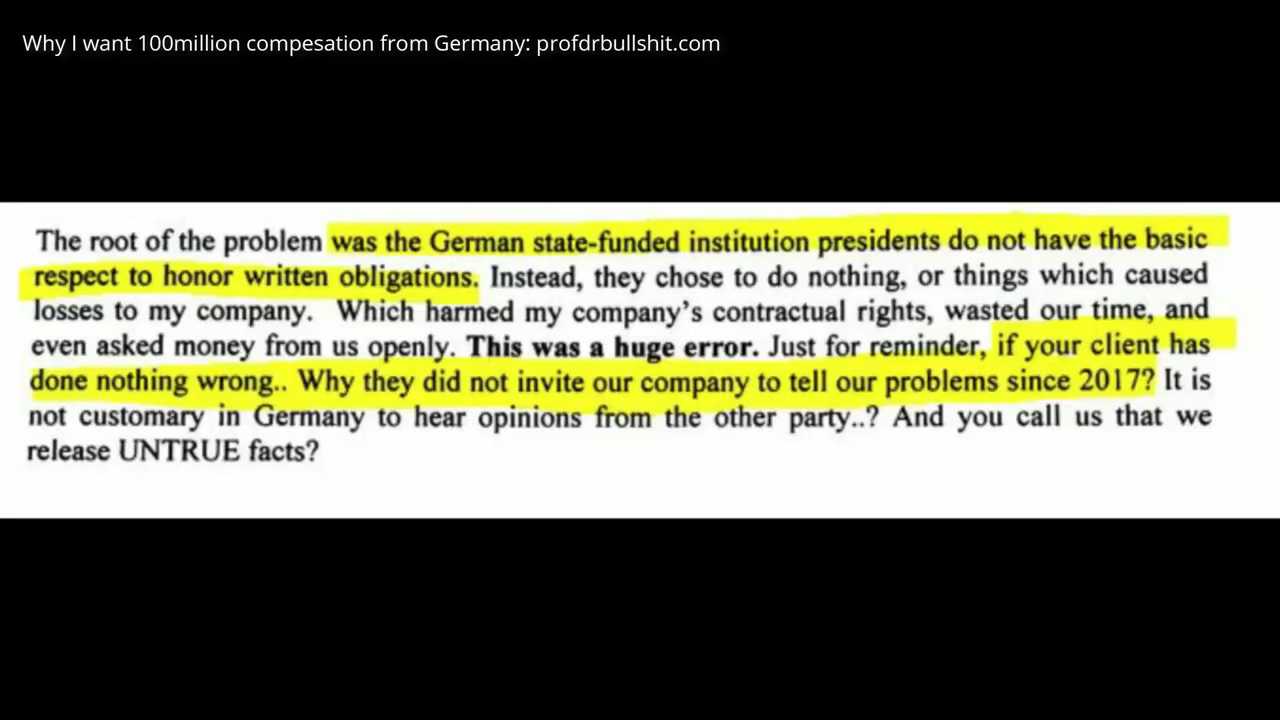 Why I want 100million compesation from Germany: profdrbullshit.com
The root of the problem was the German state-funded institution presidents do not have the basic
respect to honor written obligations. Instead, they chose to do nothing, or things which caused
losses to my company. Which harmed my company's contractual rights, wasted our time, and
even asked money from us openly. This was a huge error. Just for reminder, if your client has
done nothing wrong.. Why they did not invite our company to tell our problems since 2017? It is
not customary in Germany to hear opinions from the other party..? And you call us that we
release UNTRUE facts?